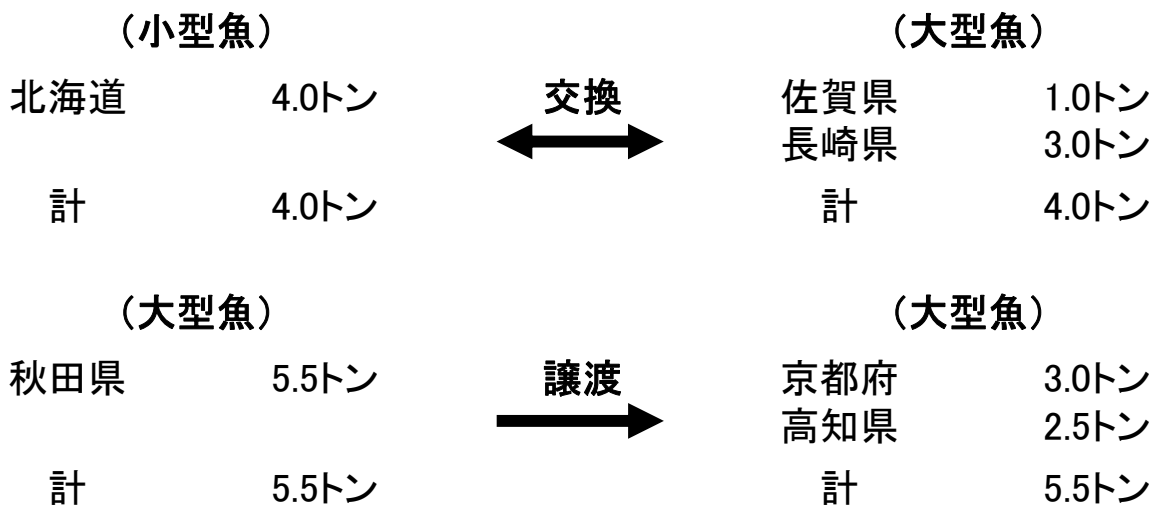 (小型魚) (大型魚)
北海道 4.0トン 交換 佐賀県 1.0トン
長崎県 3.0トン
計 4.0トン 計 4.0トン
(大型魚) (大型魚)
秋田県 5.5トン 譲渡 京都府 3.0トン
高知県 2.5トン
計 5.5トン 計 5.5トン